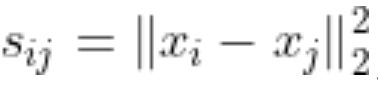 $s_{ij} = \|x_i - x_j\|_2^2$